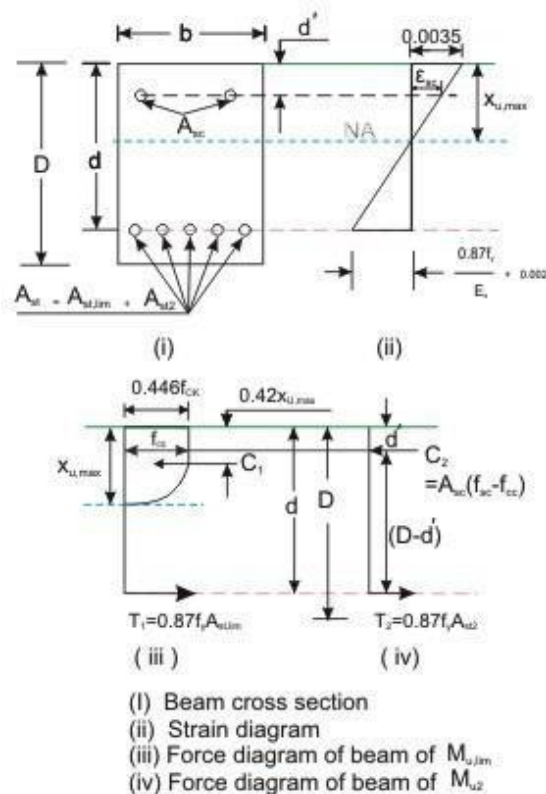 b
d'
0.0035
D
d
A_sc
ε_sc
x_u,max
NA
A_st = A_st,lim + A_st2
0.87f_y
E_s
+ 0.002
(i)
(ii)
0.446f_CK
0.42x_u,max
f_cc
x_u,max
C_1
d
D
d'
C_2
=A_sc(f_sc-f_cc)
(D-d')
T_1=0.87f_yA_st,lim
T_2=0.87f_yA_st2
( iii )
(iv)
(I) Beam cross section
(ii) Strain diagram
(iii) Force diagram of beam of M_u,lim
(iv) Force diagram of beam of M_u2